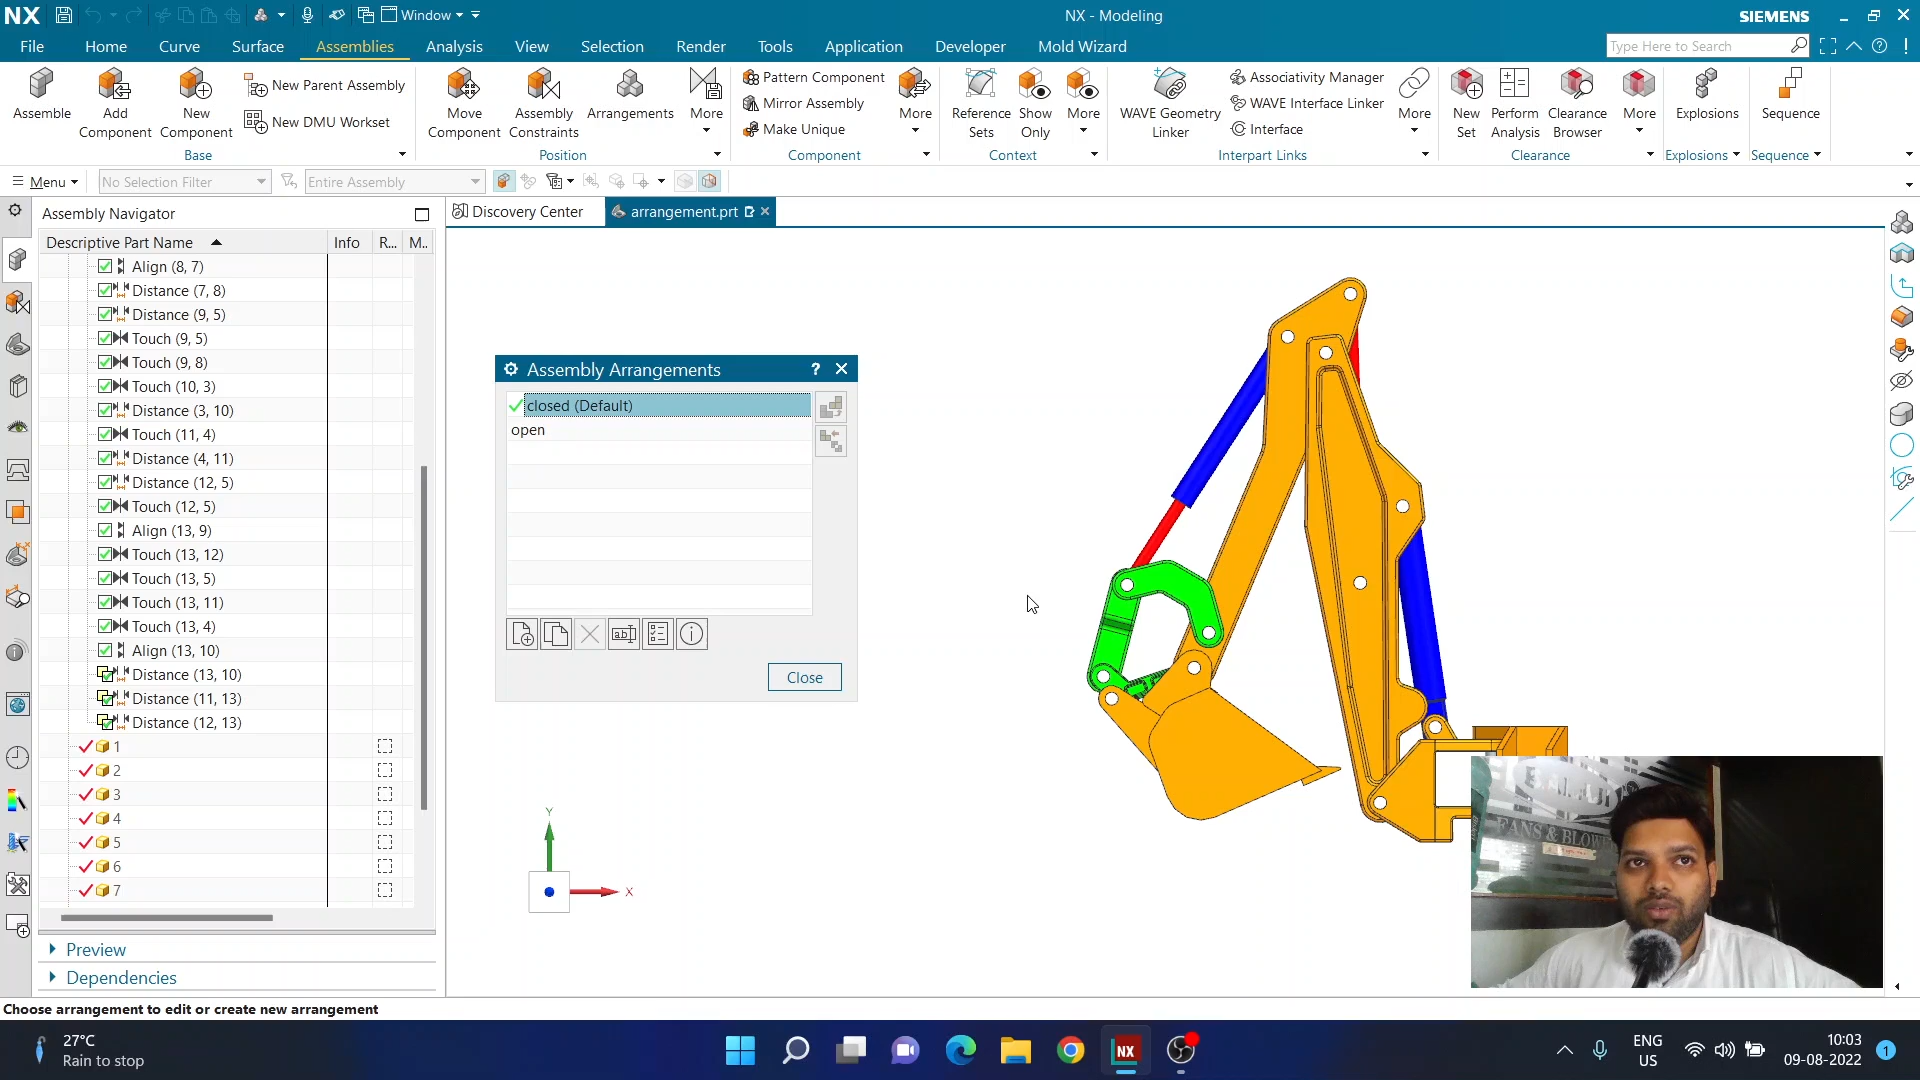 NX
Window
NX - Modeling
SIEMENS
File
Home
Curve
Surface
Assemblies
Analysis
View
Selection
Render
Tools
Application
Developer
Mold Wizard
Type Here to Search
Assemble
Add
Component
New
Component
New Parent Assembly
New DMU Workset
Base
Move
Component
Assembly
Constraints
Arrangements
More
Position
Pattern Component
Mirror Assembly
Make Unique
More
Component
Reference
Sets
Show
Only
More
Context
WAVE Geometry
Linker
Associativity Manager
WAVE Interface Linker
Interface
More
Interpart Links
New
Set
Perform
Analysis
Clearance
Browser
More
Clearance
Explosions
Explosions
Sequence
Sequence
Menu
No Selection Filter
Entire Assembly
Assembly Navigator
Discovery Center
arrangement.prt
Descriptive Part Name
Info
R...
M..
Align (8, 7)
Distance (7, 8)
Distance (9, 5)
Touch (9, 5)
Touch (9, 8)
Touch (10, 3)
Distance (3, 10)
Touch (11, 4)
Distance (4, 11)
Distance (12, 5)
Touch (12, 5)
Align (13, 9)
Touch (13, 12)
Touch (13, 5)
Touch (13, 11)
Touch (13, 4)
Align (13, 10)
Distance (13, 10)
Distance (11, 13)
Distance (12, 13)
1
2
3
4
5
6
7
Preview
Dependencies
Assembly Arrangements
?
closed (Default)
open
Close
Y
X
FANS & BLOW
Choose arrangement to edit or create new arrangement
27°C
Rain to stop
NX
ENG
US
10:03
09-08-2022
1